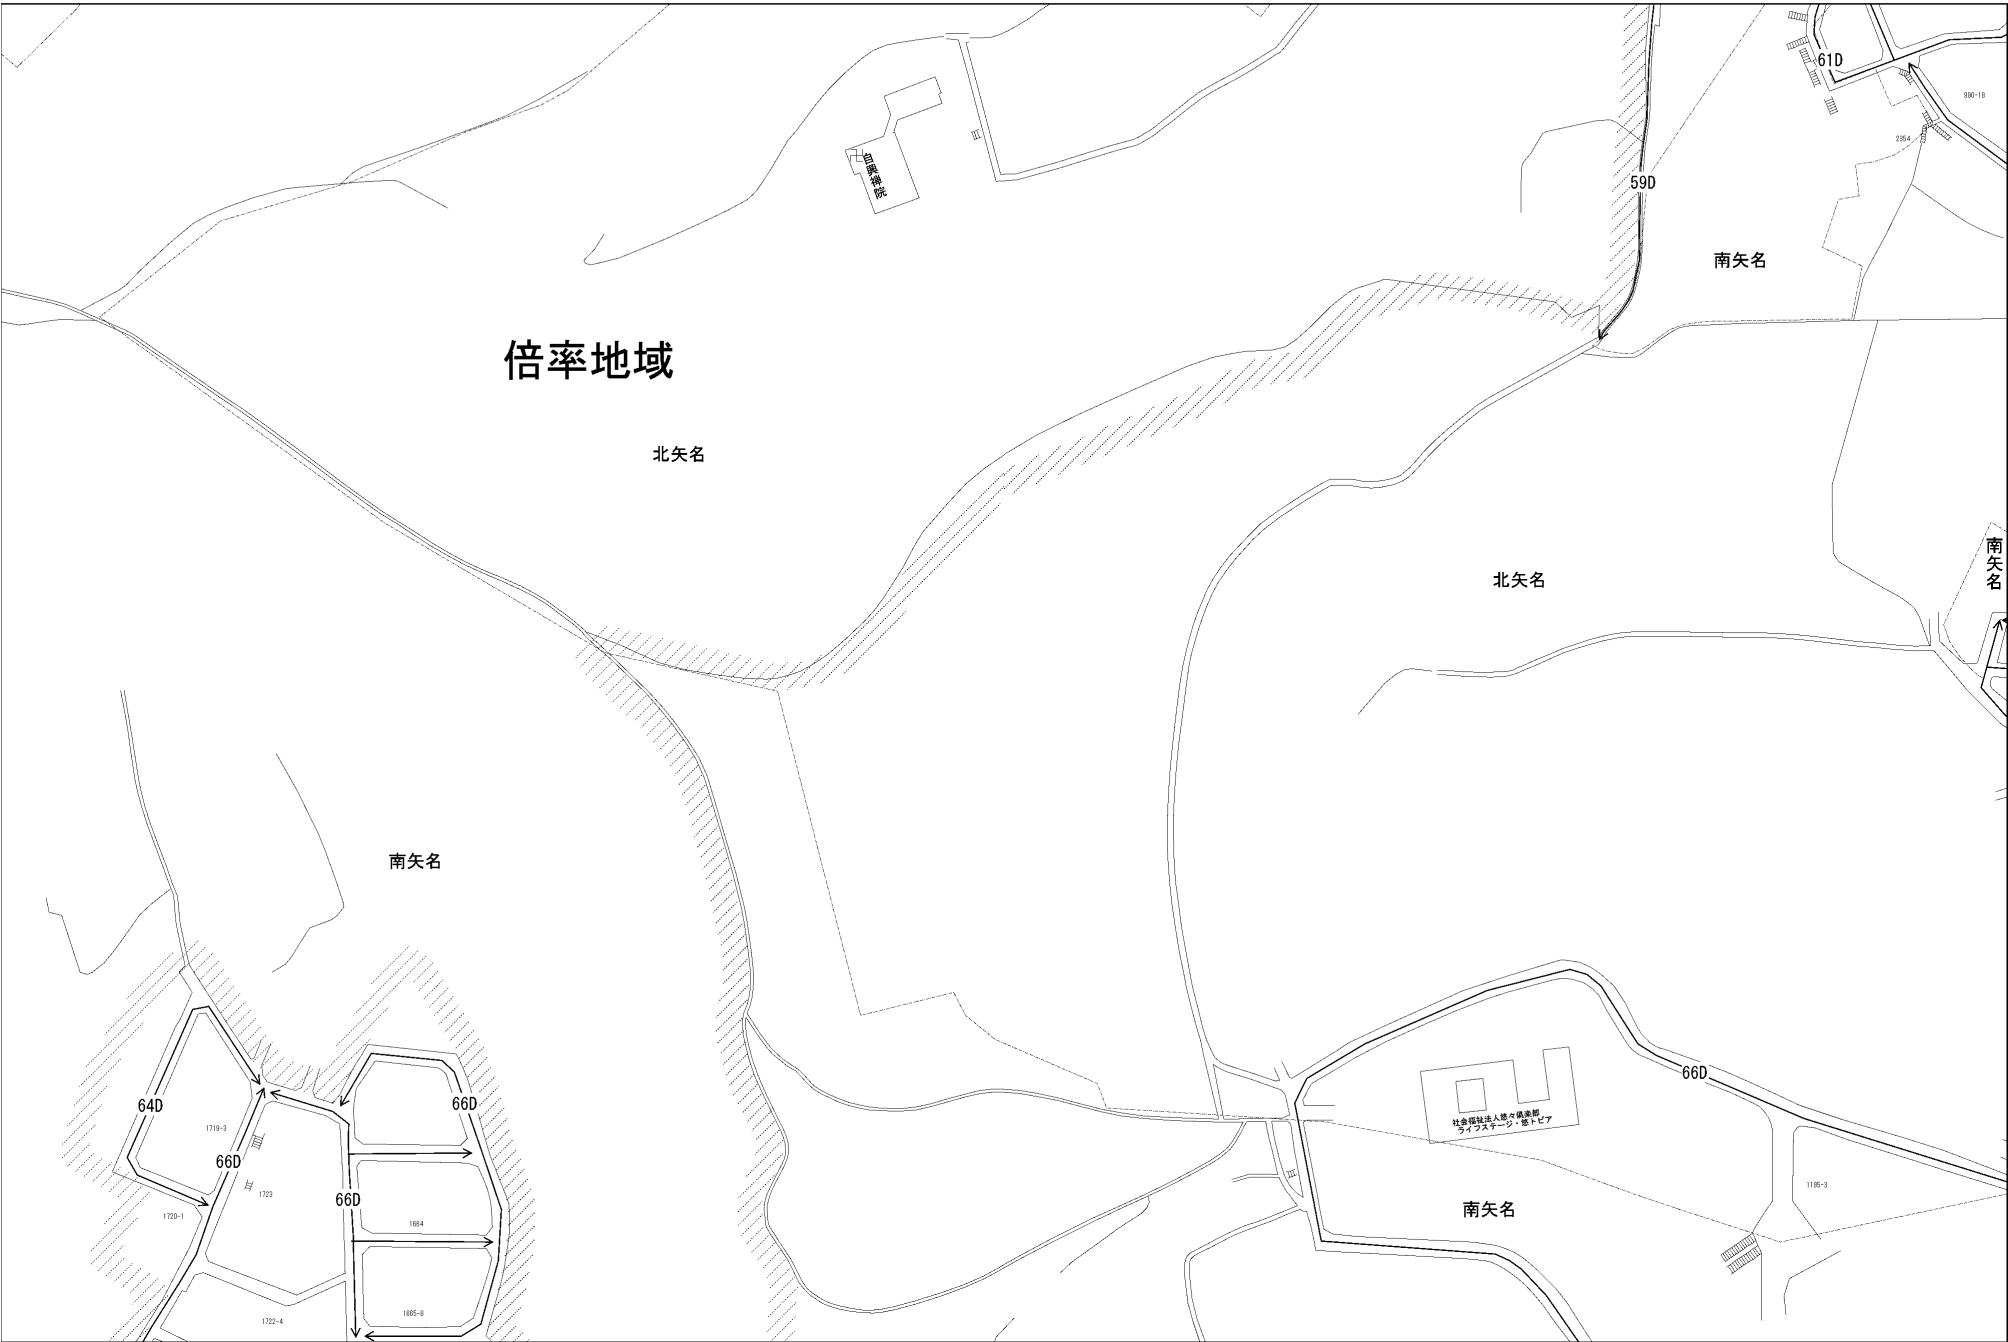 61D
990-18
2954
自興禅院
59D
南矢名
倍率地域
北矢名
南矢名
北矢名
南矢名
66D
64D
66D
社会福祉法人悠々倶楽部
ライフステージ・悠トピア
1719-3
66D
1723
66D
1195-3
1720-1
1664
南矢名
1665-8
1722-4